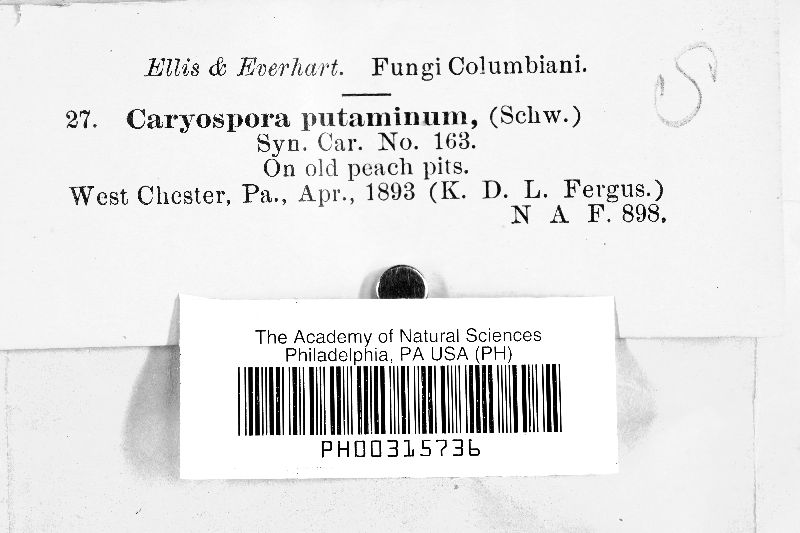 Ellis & Everhart. Fungi Columbiani.
27. Caryospora putaminum, (Schw.)
Syn. Car. No. 163.
On old peach pits.
West Chester, Pa., Apr., 1893 (K. D. L. Fergus.)
N A F. 898.
The Academy of Natural Sciences
Philadelphia, PA USA (PH)
PH00315736